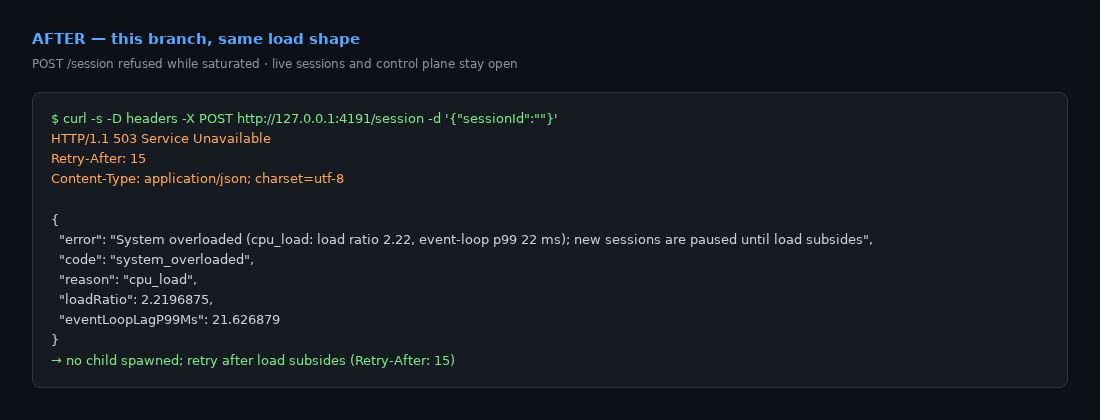 AFTER — this branch, same load shape
POST /session refused while saturated · live sessions and control plane stay open
$ curl -s -D headers -X POST http://127.0.0.1:4191/session -d '{"sessionId":""}'
HTTP/1.1 503 Service Unavailable
Retry-After: 15
Content-Type: application/json; charset=utf-8
{
"error": "System overloaded (cpu_load: load ratio 2.22, event-loop p99 22 ms); new sessions are paused until load subsides",
"code": "system_overloaded",
"reason": "cpu_load",
"loadRatio": 2.2196875,
"eventLoopLagP99Ms": 21.626879
}
→ no child spawned; retry after load subsides (Retry-After: 15)